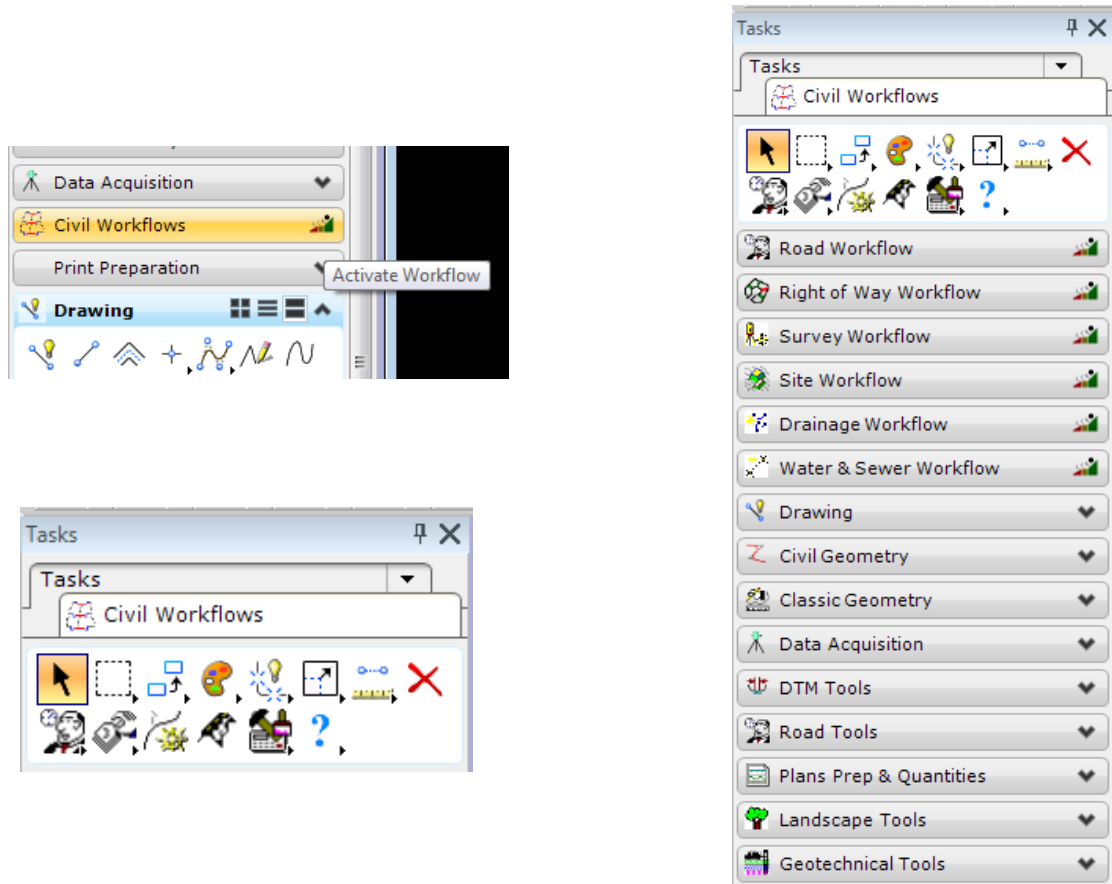 Data Acquisition
Civil Workflows
Print Preparation
Activate Workflow
Drawing
Tasks
Tasks
Civil Workflows
?
Tasks
Tasks
Civil Workflows
?
Road Workflow
Right of Way Workflow
Survey Workflow
Site Workflow
Drainage Workflow
Water & Sewer Workflow
Drawing
Civil Geometry
Classic Geometry
Data Acquisition
DTM Tools
Road Tools
Plans Prep & Quantities
Landscape Tools
Geotechnical Tools